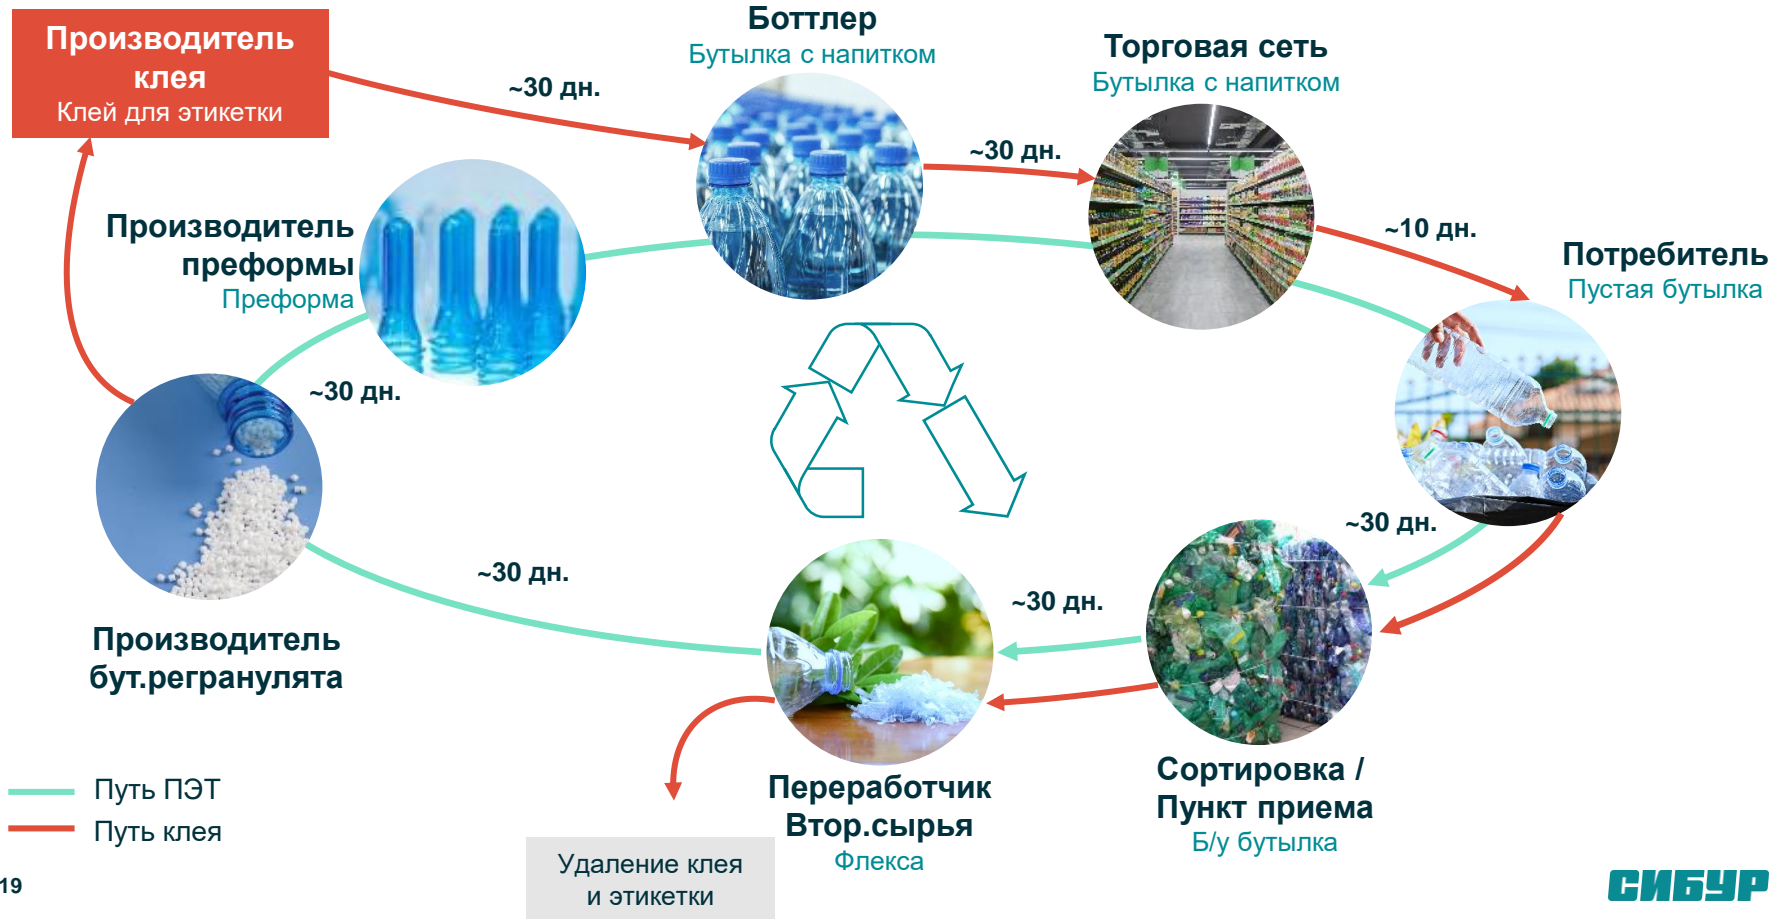 Производитель
клея
Клей для этикетки
~30 дн.
Боттлер
Бутылка с напитком
~30 дн.
Торговая сеть
Бутылка с напитком
~10 дн.
Потребитель
Пустая бутылка
Производитель
преформы
Преформа
~30 дн.
~30 дн.
~30 дн.
~30 дн.
Производитель
бут.регранулята
Сортировка /
Пункт приема
Б/у бутылка
Переработчик
Втор.сырья
Флекса
Удаление клея
и этикетки
Путь ПЭТ
Путь клея
19
СИБУР